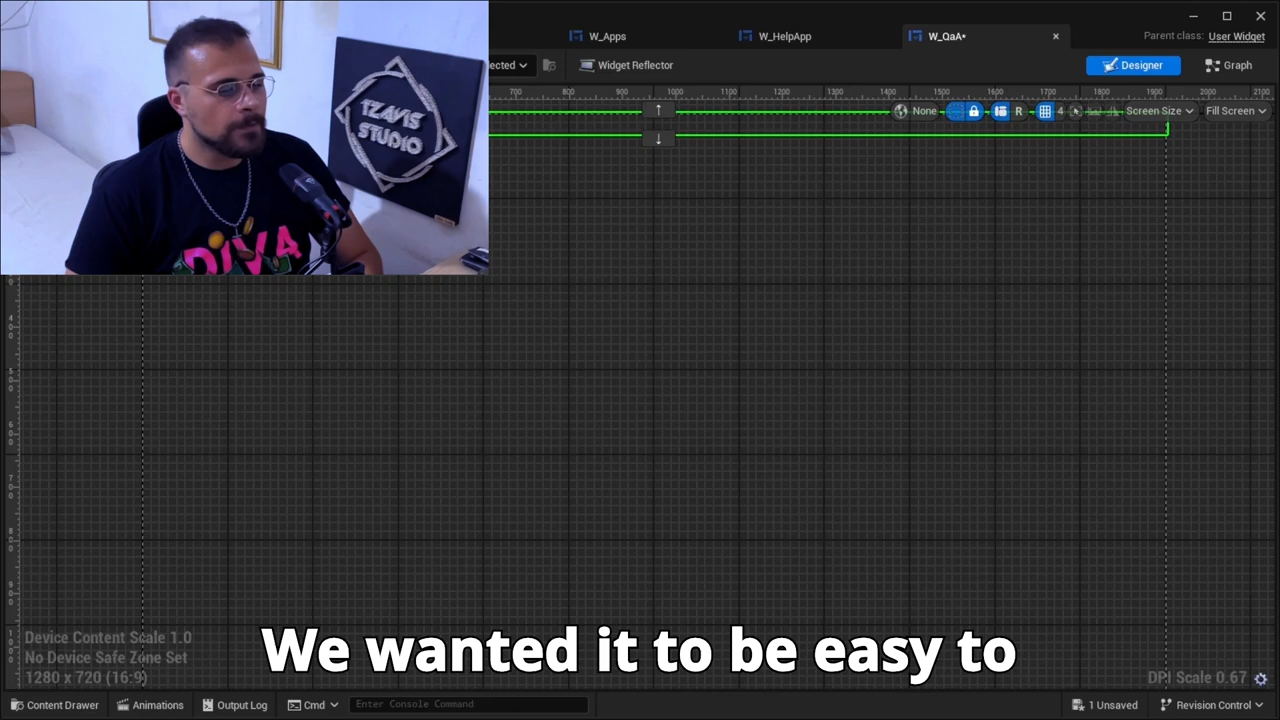 W_Apps
W_HelpApp
W_QaA*
Parent class: User Widget
ected
Widget Reflector
Designer
Graph
700 800 900 1000 1100 1200 1300 1400 1500 1600 1700 1800 1900 2000 2100
None
R
4
Screen Size
Fill Screen
TZAVIS
STUDIO
DIVA
We wanted it to be easy to
Device Content Scale 1.0
No Device Safe Zone Set
1280 x 720 (16:9)
DPI Scale 0.67
Content Drawer
Animations
Output Log
Cmd
Enter Console Command
1 Unsaved
Revision Control